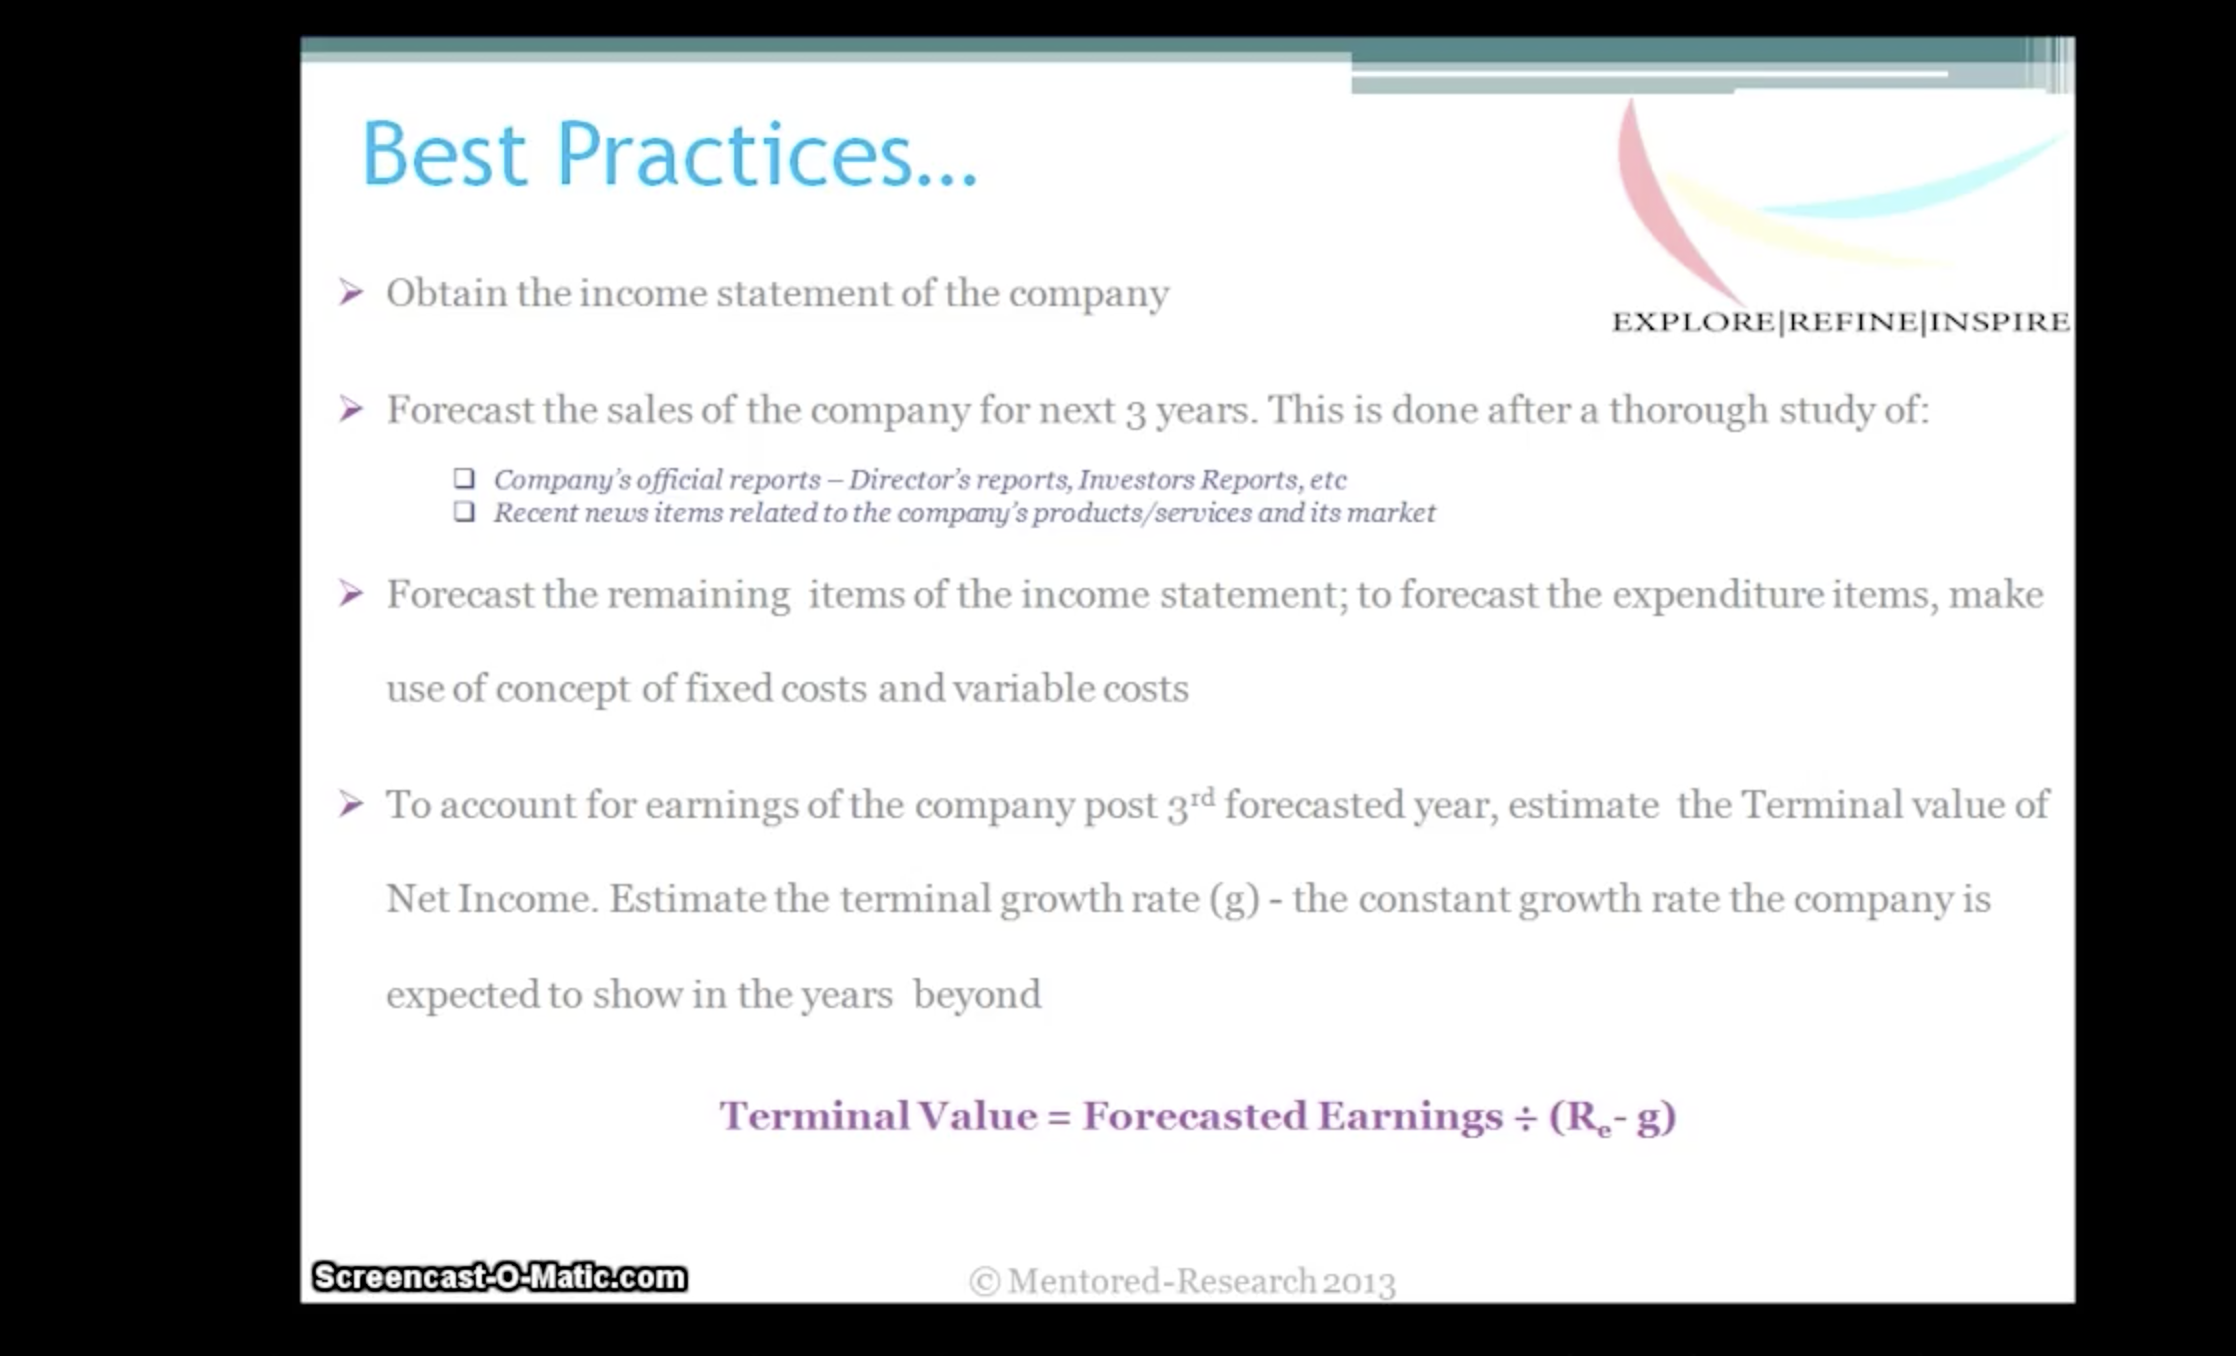 Best Practices...
EXPLORE|REFINE|INSPIRE
➢ Obtain the income statement of the company
➢ Forecast the sales of the company for next 3 years. This is done after a thorough study of:
❑ Company's official reports – Director's reports, Investors Reports, etc
❑ Recent news items related to the company's products/services and its market
➢ Forecast the remaining items of the income statement; to forecast the expenditure items, make
use of concept of fixed costs and variable costs
➢ To account for earnings of the company post 3rd forecasted year, estimate the Terminal value of
Net Income. Estimate the terminal growth rate (g) - the constant growth rate the company is
expected to show in the years beyond
Terminal Value = Forecasted Earnings ÷ (Re- g)
Screencast-O-Matic.com
© Mentored-Research 2013